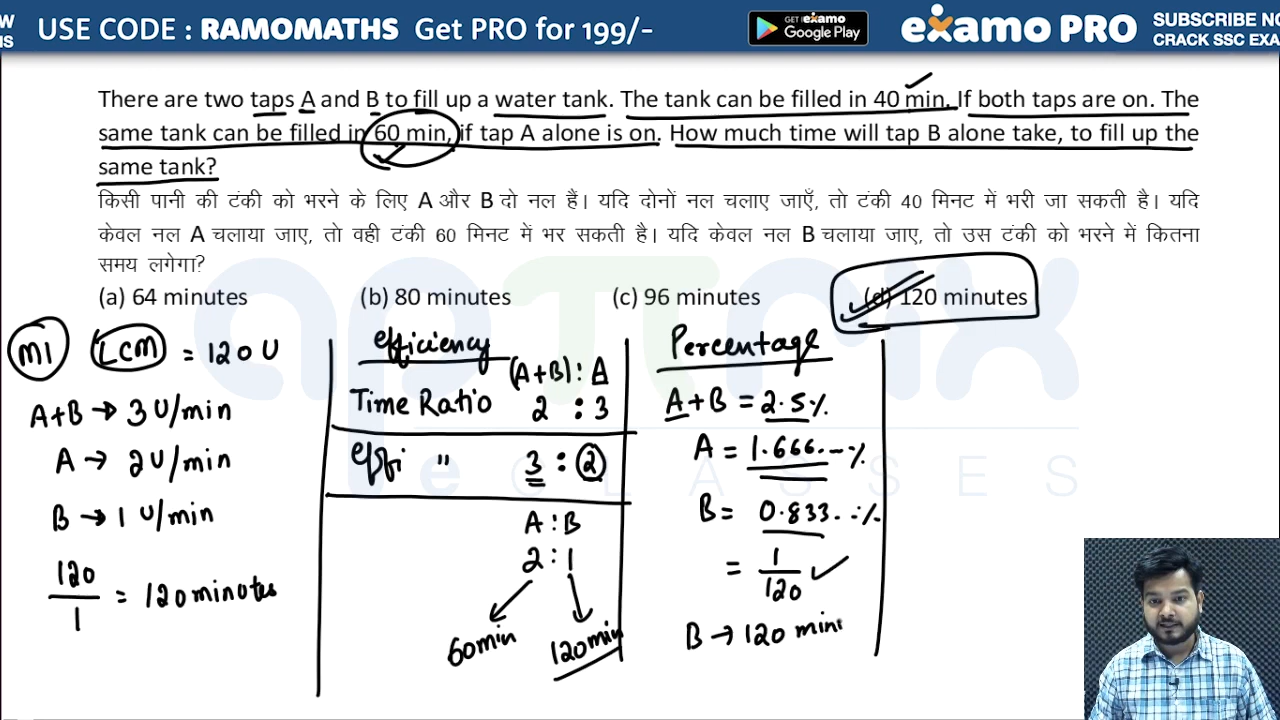 W
MS
USE CODE : RAMOMATHS Get PRO for 199/-
GET IT ON examo
Google Play
examo PRO
SUBSCRIBE NO
CRACK SSC EXA
There are two taps A and B to fill up a water tank. The tank can be filled in 40 min. If both taps are on. The
same tank can be filled in 60 min, if tap A alone is on. How much time will tap B alone take, to fill up the
same tank?
किसी पानी की टंकी को भरने के लिए A और B दो नल हैं। यदि दोनों नल चलाए जाएँ, तो टंकी 40 मिनट में भरी जा सकती है। यदि
केवल नल A चलाया जाए, तो वही टंकी 60 मिनट में भर सकती है। यदि केवल नल B चलाया जाए, तो उस टंकी को भरने में कितना
समय लगेगा?
(a) 64 minutes (b) 80 minutes (c) 96 minutes (d) 120 minutes
M1 LCM = 120 U
A+B → 3 U/min
A → 2U/min
B → 1 U/min
120/1 = 120 minutes
efficiency
(A+B) : A
Time Ratio 2 : 3
effi " 3 : 2
A : B
2 : 1
60min 120min
Percentage
A+B = 2.5%
A = 1.666.--%
B = 0.833..%
= 1/120
B → 120 mins
apтımıx
e CLASSES